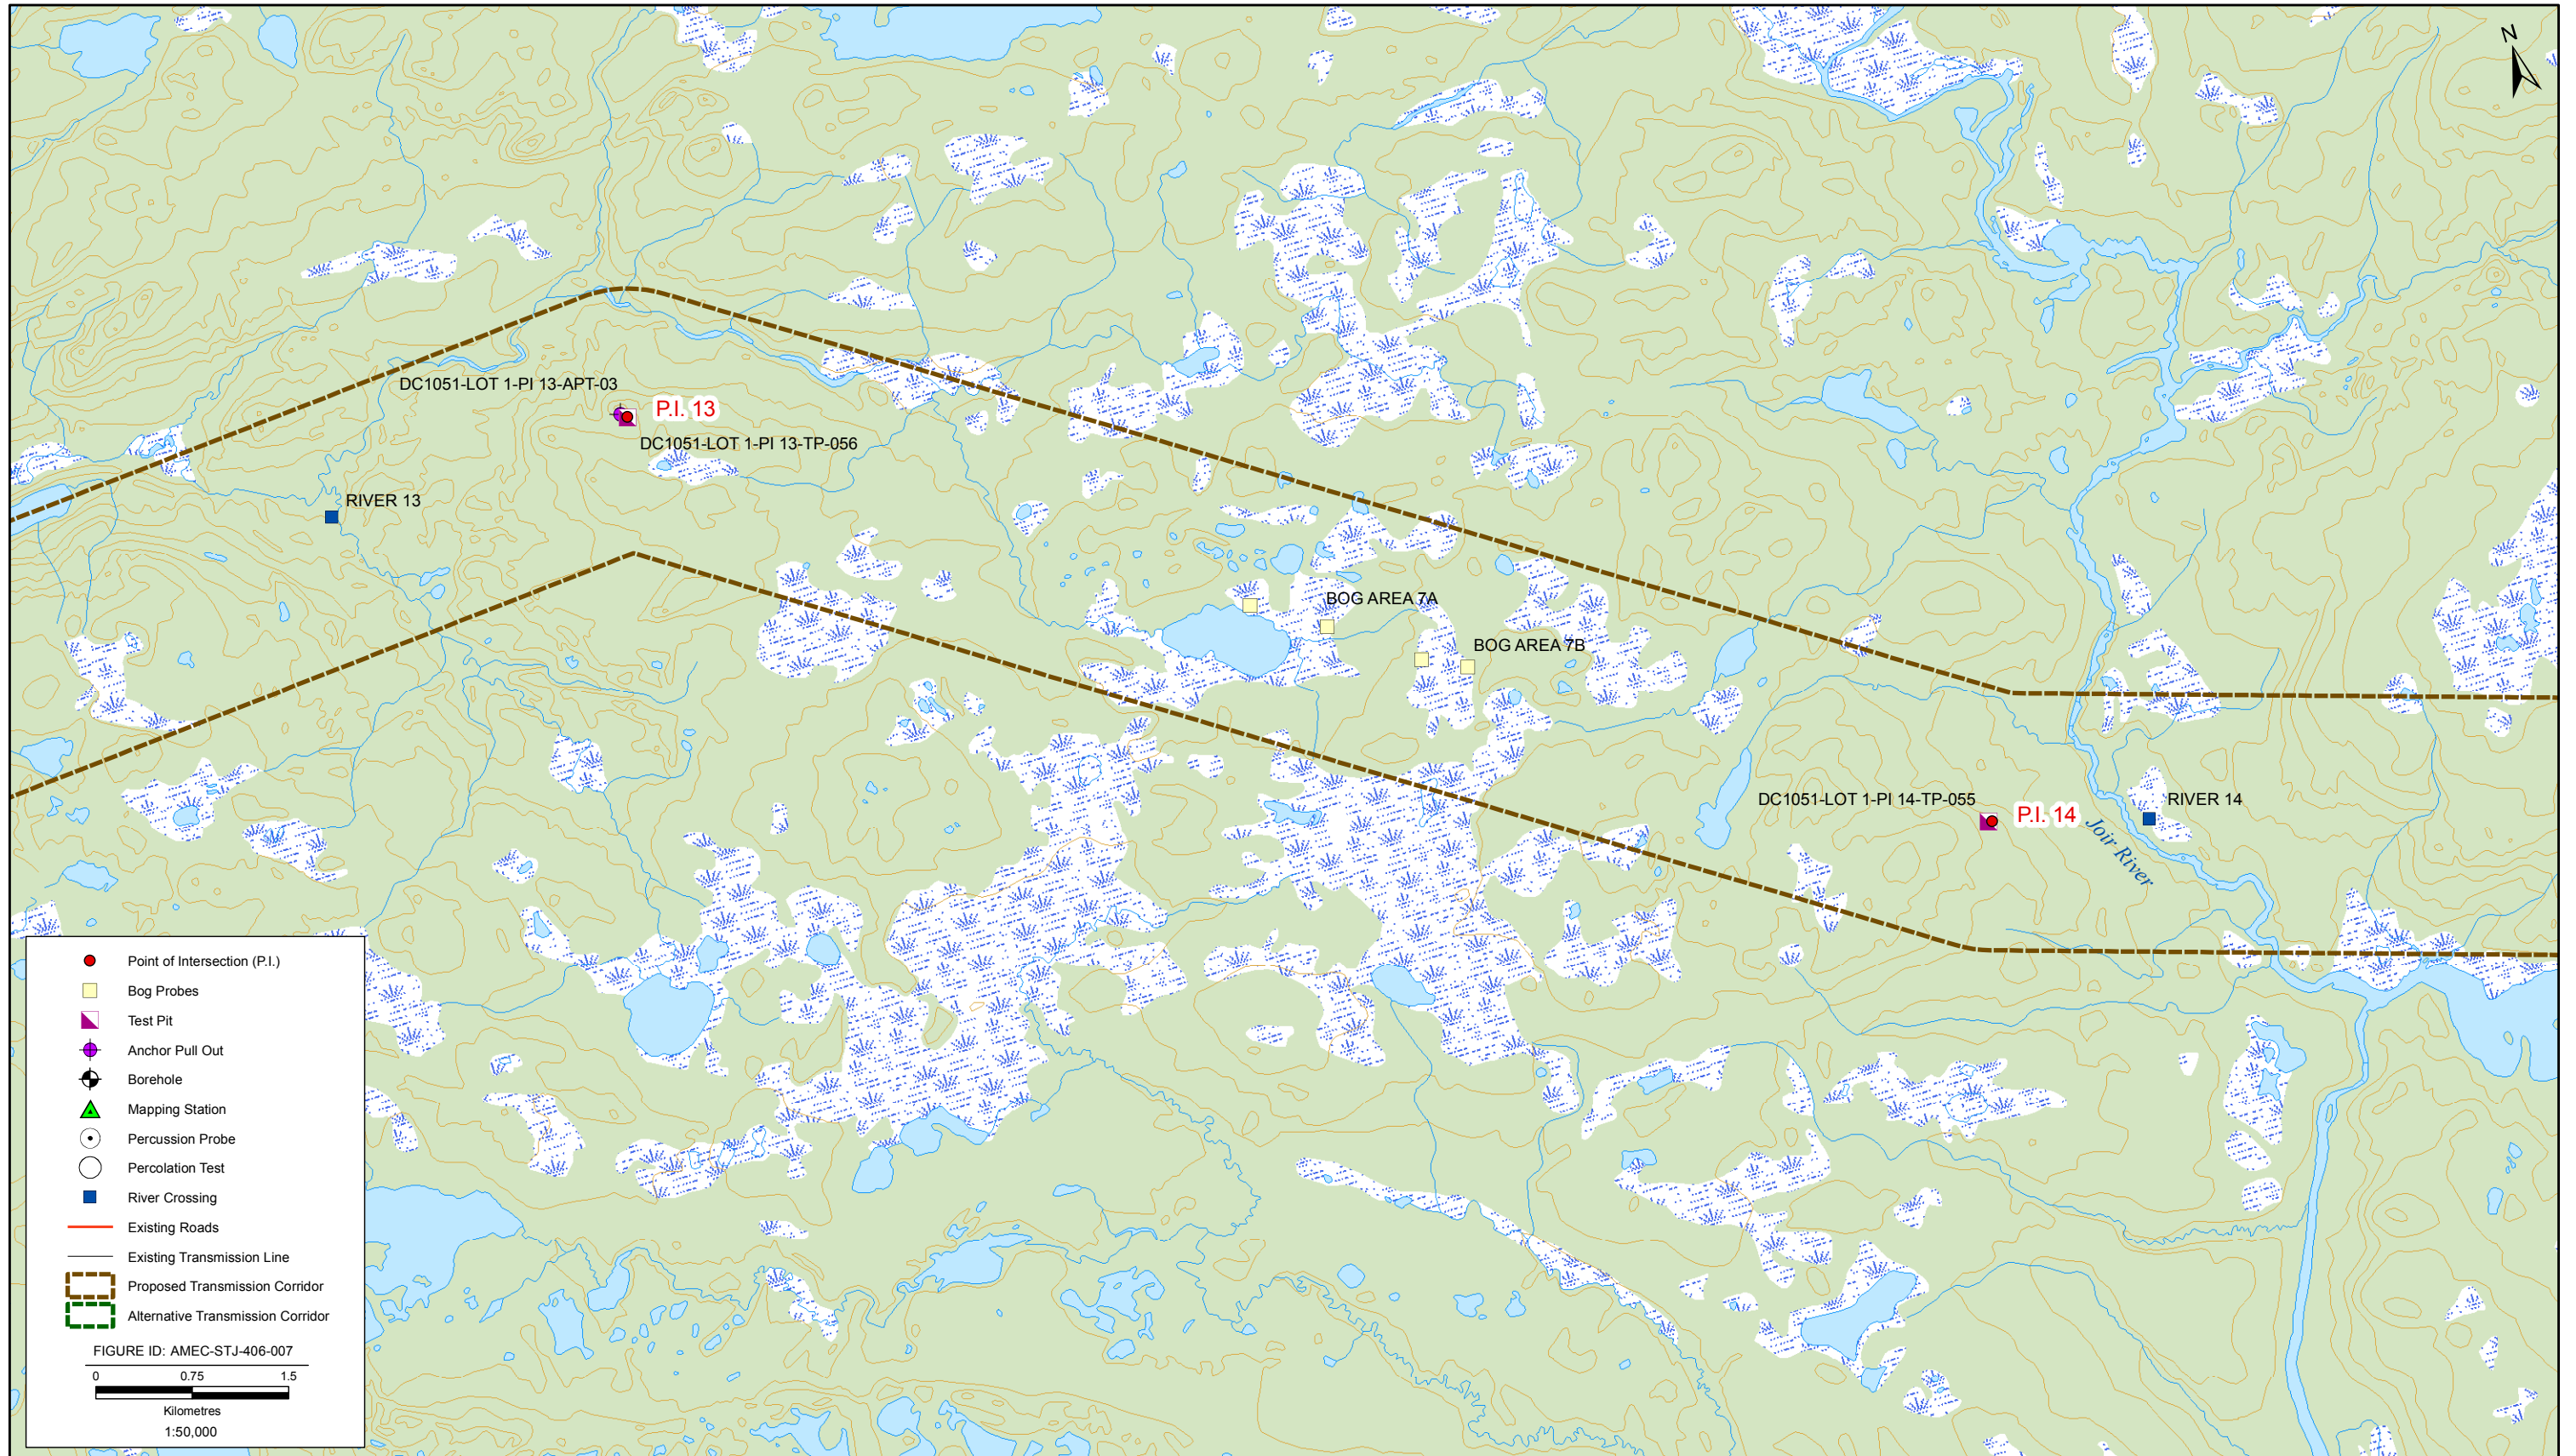 N
DC1051-LOT 1-PI 13-APT-03
P.I. 13
DC1051-LOT 1-PI 13-TP-056
RIVER 13
BOG AREA 7A
BOG AREA 7B
DC1051-LOT 1-PI 14-TP-055
P.I. 14
RIVER 14
Joir River
Point of Intersection (P.I.)
Bog Probes
Test Pit
Anchor Pull Out
Borehole
Mapping Station
Percussion Probe
Percolation Test
River Crossing
Existing Roads
Existing Transmission Line
Proposed Transmission Corridor
Alternative Transmission Corridor
FIGURE ID: AMEC-STJ-406-007
0 0.75 1.5
Kilometres
1:50,000